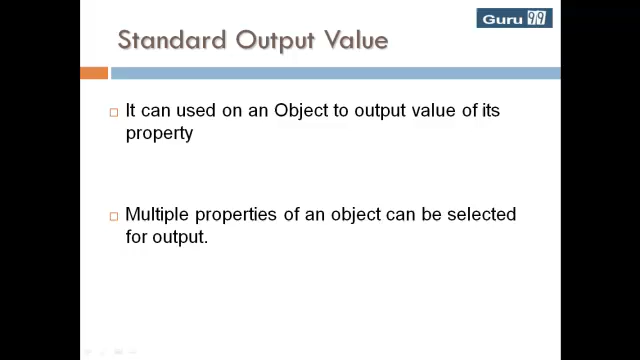 Guru 99
Standard Output Value
It can used on an Object to output value of its
property
Multiple properties of an object can be selected
for output.